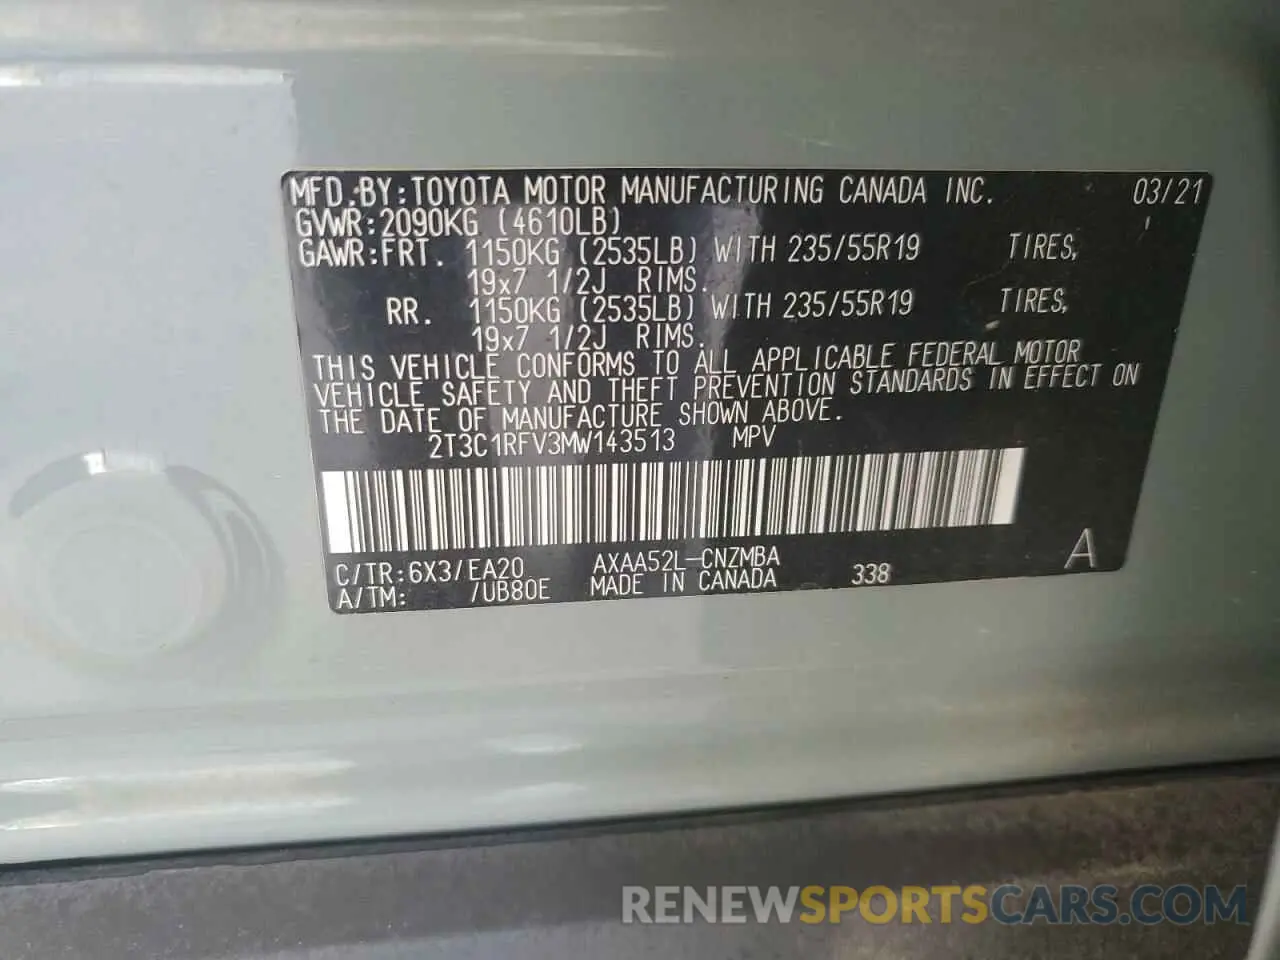 MFD.BY:TOYOTA MOTOR MANUFACTURING CANADA INC. 03/21
GVWR:2090KG (4610LB)
GAWR:FRT. 1150KG (2535LB) WITH 235/55R19 TIRES,
19x7 1/2J RIMS.
RR. 1150KG (2535LB) WITH 235/55R19 TIRES,
19x7 1/2J RIMS.
THIS VEHICLE CONFORMS TO ALL APPLICABLE FEDERAL MOTOR
VEHICLE SAFETY AND THEFT PREVENTION STANDARDS IN EFFECT ON
THE DATE OF MANUFACTURE SHOWN ABOVE.
2T3C1RFV3MW143513 MPV
C/TR:6X3/EA20 AXAA52L-CNZMBA A
A/TM: /UB80E MADE IN CANADA 338
RENEWSPORTSCARS.COM